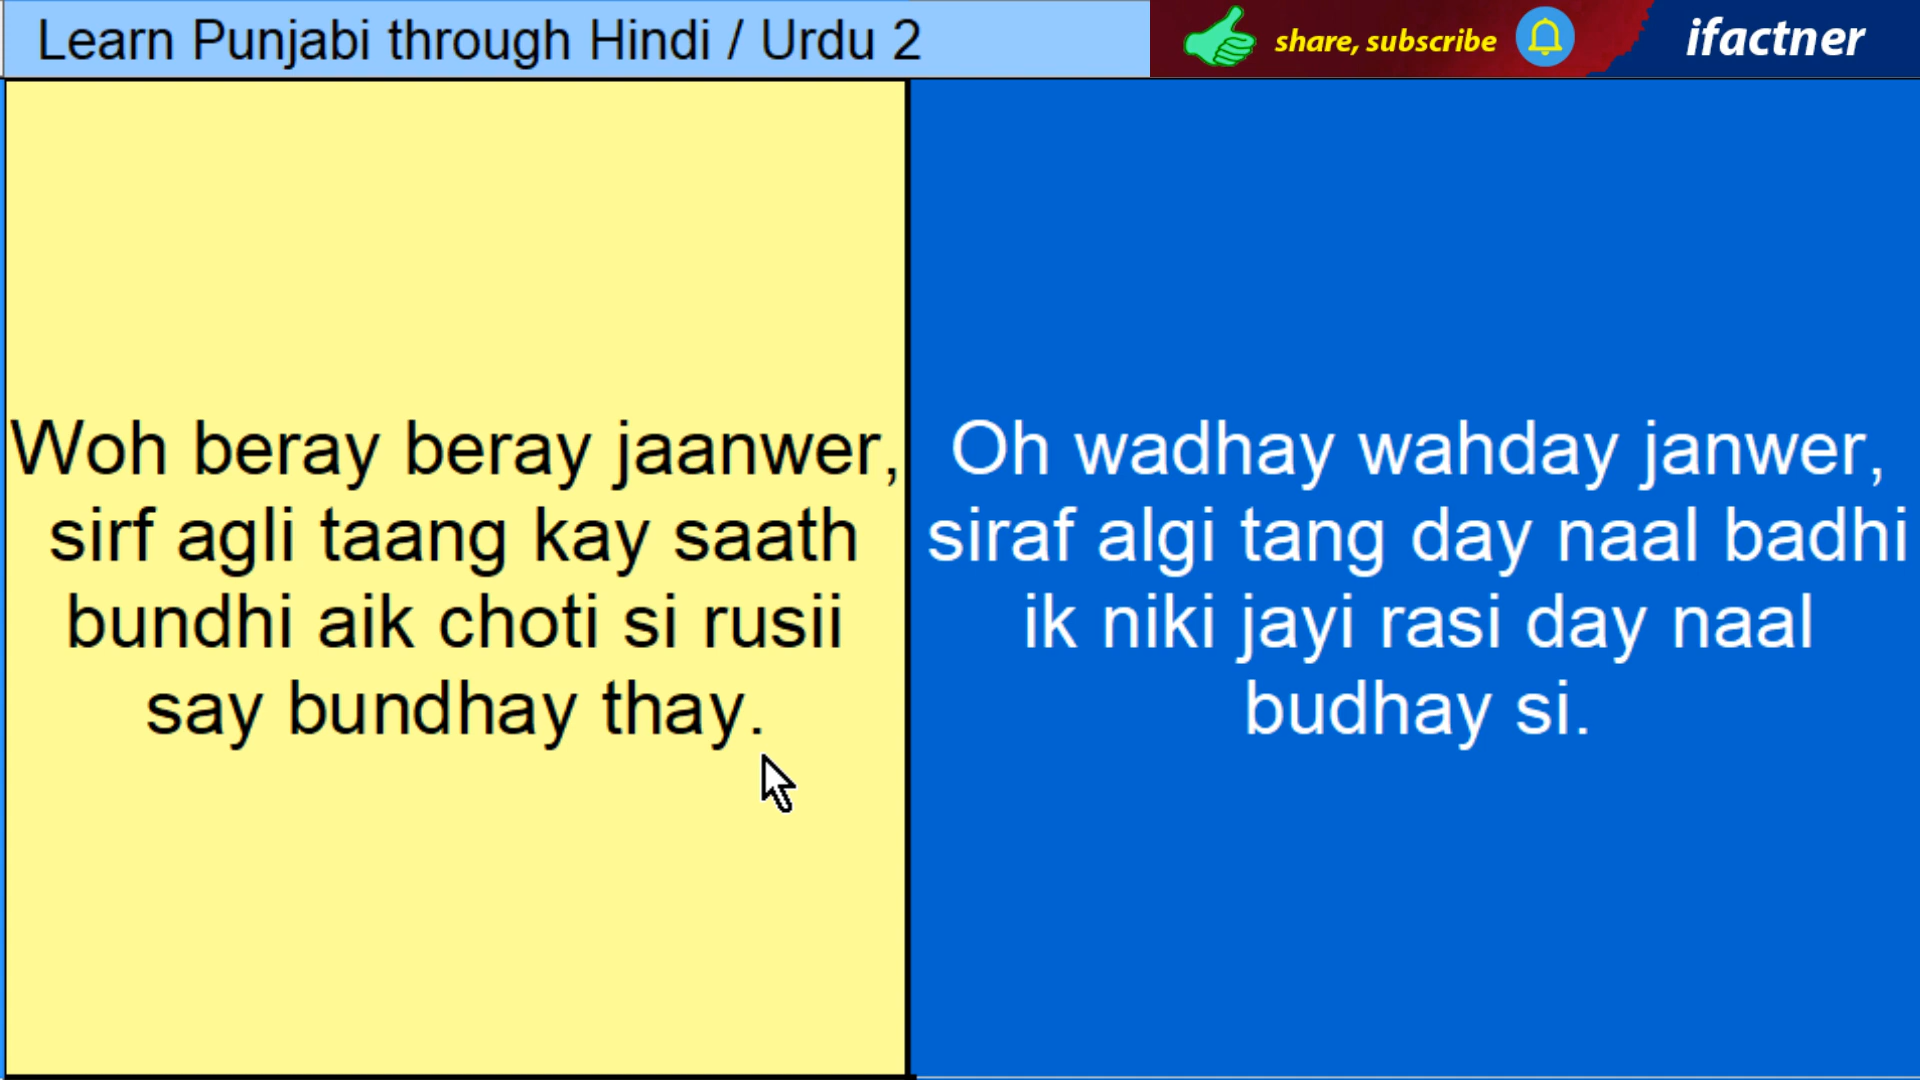 Learn Punjabi through Hindi / Urdu 2
share, subscribe
ifactner
Woh beray beray jaanwer,
sirf agli taang kay saath
bundhi aik choti si rusii
say bundhay thay.
Oh wadhay wahday janwer,
siraf algi tang day naal badhi
ik niki jayi rasi day naal
budhay si.